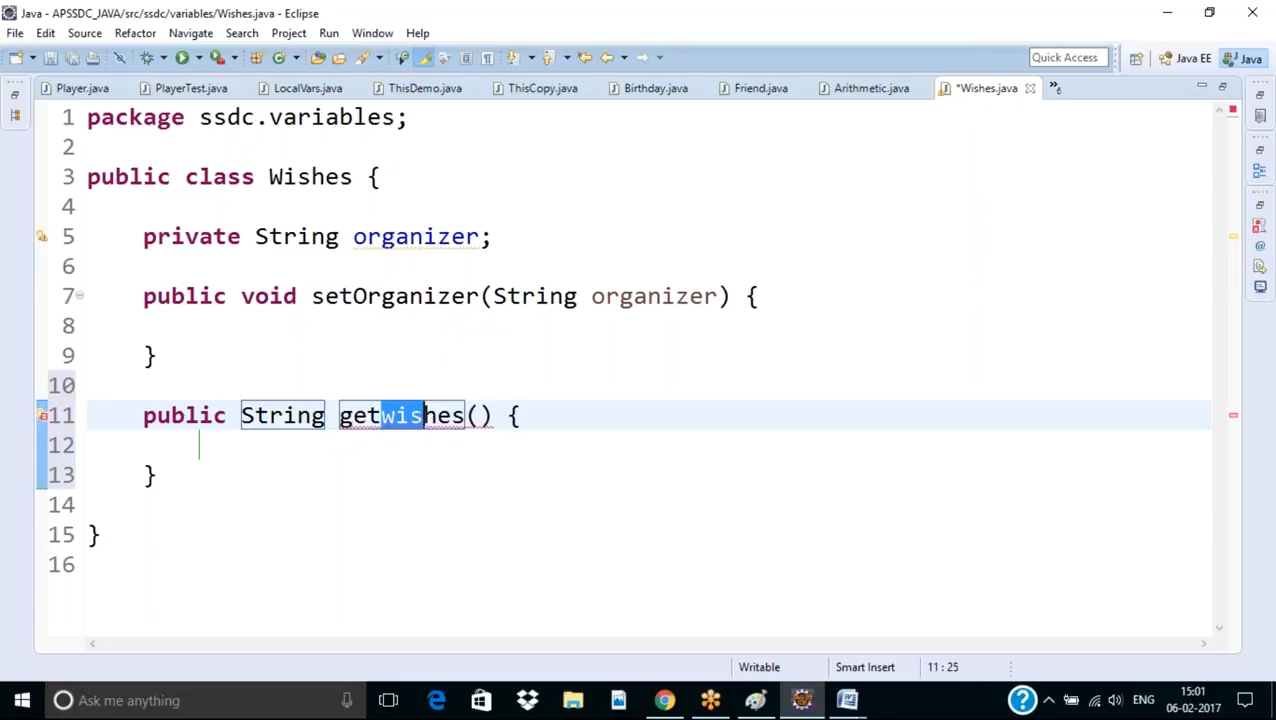 Java - APSSDC_JAVA/src/ssdc/variables/Wishes.java - Eclipse
File Edit Source Refactor Navigate Search Project Run Window Help
Quick Access Java EE Java
Player.java PlayerTest.java LocalVars.java ThisDemo.java ThisCopy.java Birthday.java Friend.java Arithmetic.java *Wishes.java
1 package ssdc.variables;
2
3 public class Wishes {
4
5 private String organizer;
6
7 public void setOrganizer(String organizer) {
8
9 }
10
11 public String getwishes() {
12
13 }
14
15 }
16
Writable Smart Insert 11 : 25
Ask me anything ENG 15:01
06-02-2017